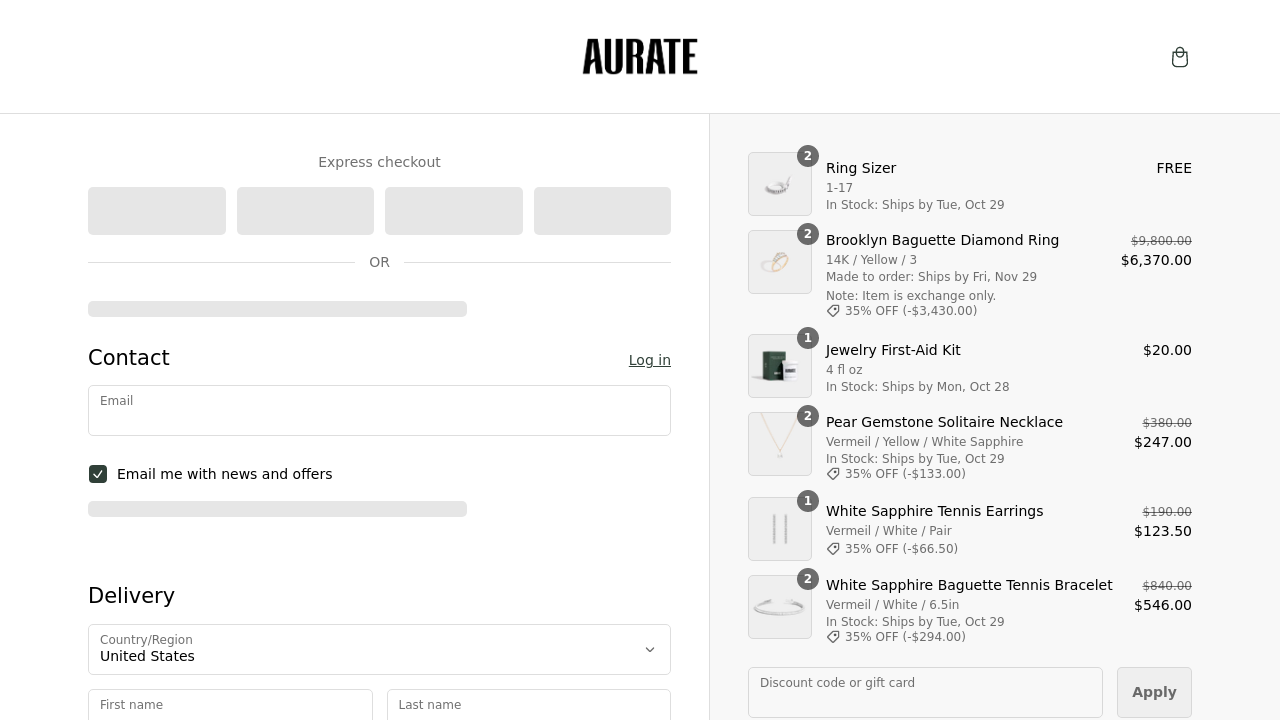 AURATE
Express checkout
OR
Contact
Log in
Email
Email me with news and offers
Delivery
Country/Region
United States
First name
Last name
2
Ring Sizer
FREE
1-17
In Stock: Ships by Tue, Oct 29
2
Brooklyn Baguette Diamond Ring
$9,800.00
14K / Yellow / 3
$6,370.00
Made to order: Ships by Fri, Nov 29
Note: Item is exchange only.
35% OFF (-$3,430.00)
1
Jewelry First-Aid Kit
$20.00
4 fl oz
In Stock: Ships by Mon, Oct 28
2
Pear Gemstone Solitaire Necklace
$380.00
Vermeil / Yellow / White Sapphire
$247.00
In Stock: Ships by Tue, Oct 29
35% OFF (-$133.00)
1
White Sapphire Tennis Earrings
$190.00
Vermeil / White / Pair
$123.50
35% OFF (-$66.50)
2
White Sapphire Baguette Tennis Bracelet
$840.00
Vermeil / White / 6.5in
$546.00
In Stock: Ships by Tue, Oct 29
35% OFF (-$294.00)
Discount code or gift card
Apply